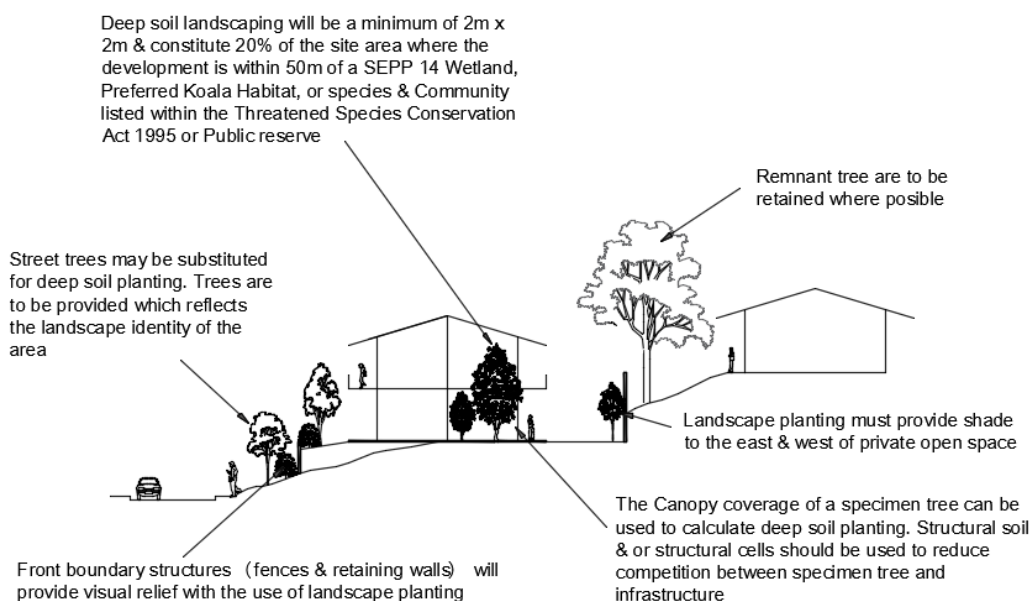 Deep soil landscaping will be a minimum of 2m x
2m & constitute 20% of the site area where the
development is within 50m of a SEPP 14 Wetland,
Preferred Koala Habitat, or species & Community
listed within the Threatened Species Conservation
Act 1995 or Public reserve
Remnant tree are to be
retained where posible
Street trees may be substituted
for deep soil planting. Trees are
to be provided which reflects
the landscape identity of the
area
Landscape planting must provide shade
to the east & west of private open space
The Canopy coverage of a specimen tree can be
used to calculate deep soil planting. Structural soil
& or structural cells should be used to reduce
competition between specimen tree and
infrastructure
Front boundary structures (fences & retaining walls) will
provide visual relief with the use of landscape planting